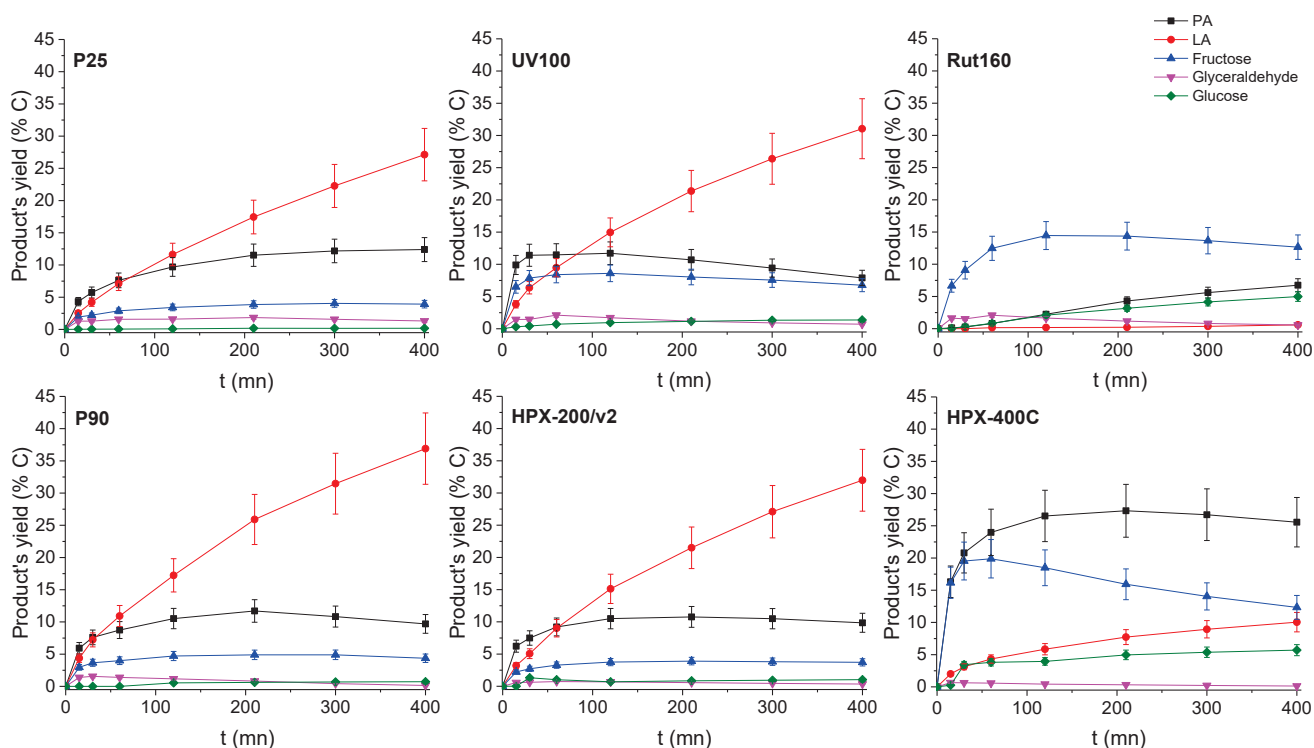 PA
LA
Fructose
Glyceraldehyde
Glucose
P25
Product's yield (% C)
45
40
35
30
25
20
15
10
5
0
0 100 200 300 400
t (mn)
UV100
Product's yield (% C)
45
40
35
30
25
20
15
10
5
0
0 100 200 300 400
t (mn)
Rut160
Product's yield (% C)
45
40
35
30
25
20
15
10
5
0
0 100 200 300 400
t (mn)
P90
Product's yield (% C)
45
40
35
30
25
20
15
10
5
0
0 100 200 300 400
t (mn)
HPX-200/v2
Product's yield (% C)
45
40
35
30
25
20
15
10
5
0
0 100 200 300 400
t (mn)
HPX-400C
Product's yield (% C)
45
40
35
30
25
20
15
10
5
0
0 100 200 300 400
t (mn)